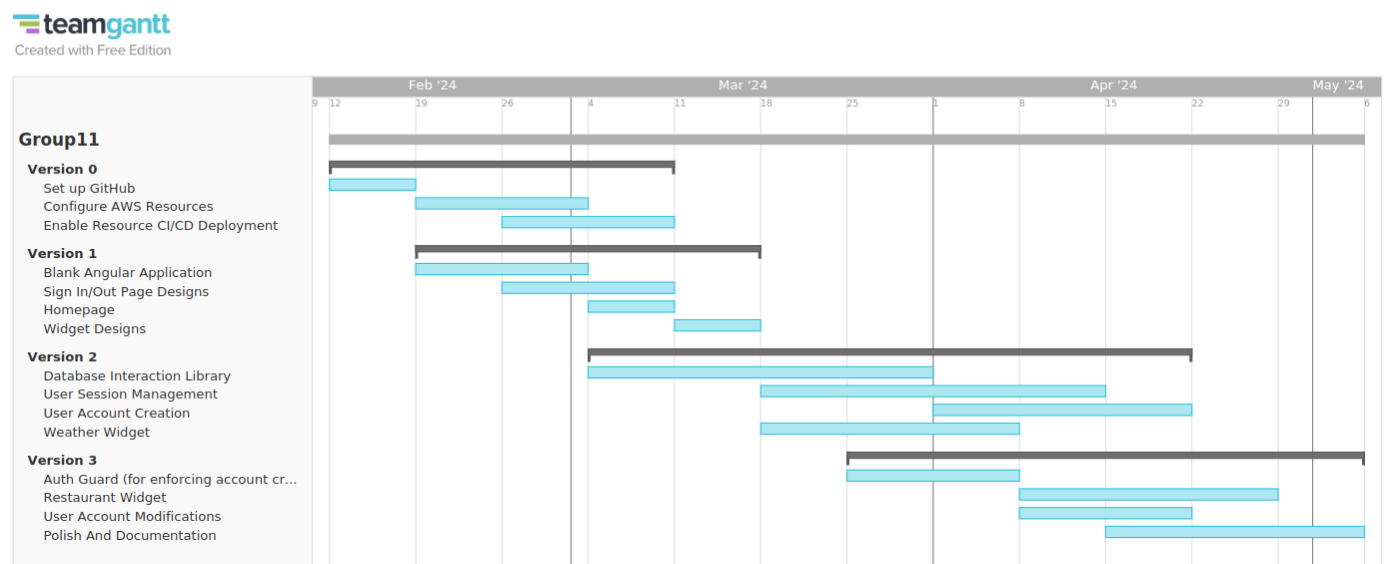 teamgantt
Created with Free Edition
Feb '24 Mar '24 Apr '24 May '24
9 12 19 26 4 11 18 25 1 8 15 22 29 6
Group11
Version 0
Set up GitHub
Configure AWS Resources
Enable Resource CI/CD Deployment
Version 1
Blank Angular Application
Sign In/Out Page Designs
Homepage
Widget Designs
Version 2
Database Interaction Library
User Session Management
User Account Creation
Weather Widget
Version 3
Auth Guard (for enforcing account cr...
Restaurant Widget
User Account Modifications
Polish And Documentation